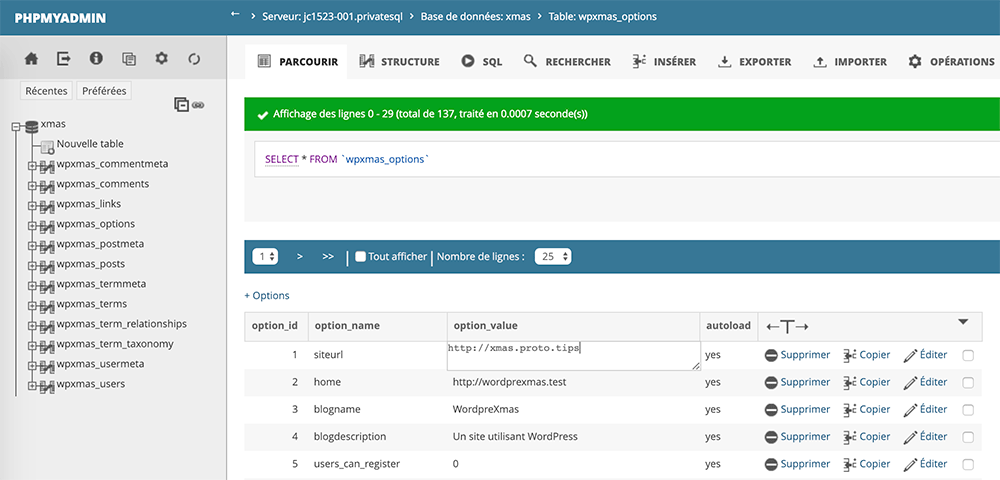 PHPMYADMIN
← > Serveur: jc1523-001.privatesql > Base de données: xmas > Table: wpxmas_options
Récentes Préférées
xmas
Nouvelle table
wpxmas_commentmeta
wpxmas_comments
wpxmas_links
wpxmas_options
wpxmas_postmeta
wpxmas_posts
wpxmas_termmeta
wpxmas_terms
wpxmas_term_relationships
wpxmas_term_taxonomy
wpxmas_usermeta
wpxmas_users
PARCOURIR STRUCTURE SQL RECHERCHER INSÉRER EXPORTER IMPORTER OPÉRATIONS
Affichage des lignes 0 - 29 (total de 137, traité en 0.0007 seconde(s))
SELECT * FROM `wpxmas_options`
1 > >> | Tout afficher | Nombre de lignes : 25
+ Options
option_id option_name option_value autoload ←T→
1 siteurl http://xmas.proto.tips yes Supprimer Copier Éditer
2 home http://wordprexmas.test yes Supprimer Copier Éditer
3 blogname WordpreXmas yes Supprimer Copier Éditer
4 blogdescription Un site utilisant WordPress yes Supprimer Copier Éditer
5 users_can_register 0 yes Supprimer Copier Éditer